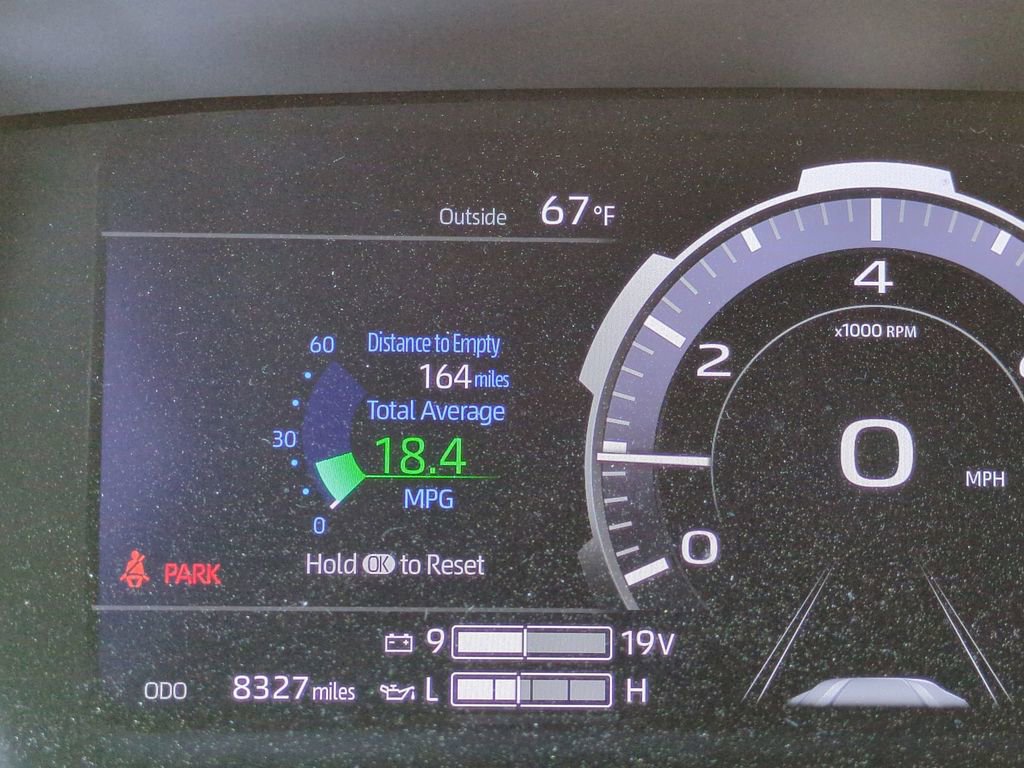 Outside 67°F
60
Distance to Empty
164 miles
Total Average
30
18.4
MPG
0
Hold OK to Reset
PARK
9 19V
ODO 8327 miles L H
4
x1000 RPM
2
0 MPH
0